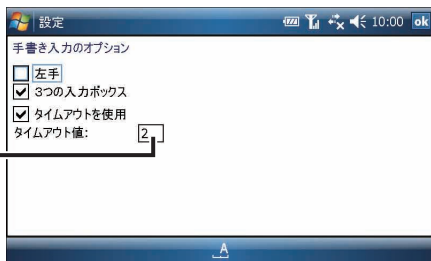 設定 10:00 ok
手書き入力のオプション
左手
3つの入力ボックス
タイムアウトを使用
タイムアウト値: 2
A